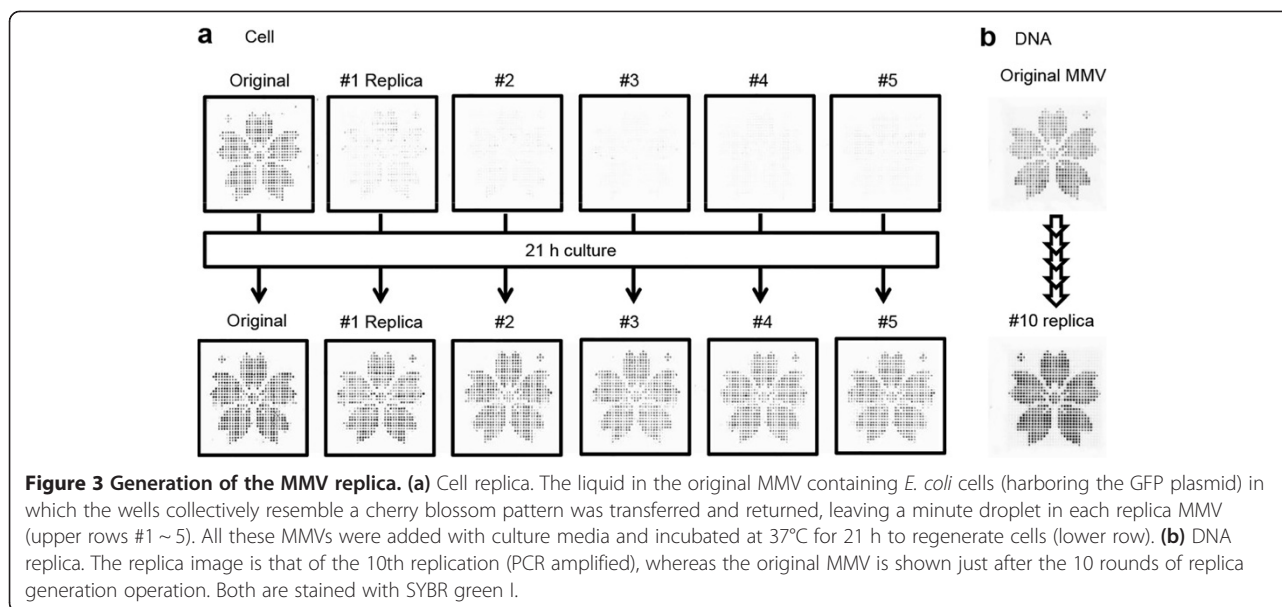 a Cell
b DNA
Original #1 Replica #2 #3 #4 #5
Original MMV
21 h culture
Original #1 Replica #2 #3 #4 #5
#10 replica
Figure 3 Generation of the MMV replica. (a) Cell replica. The liquid in the original MMV containing E. coli cells (harboring the GFP plasmid) in
which the wells collectively resemble a cherry blossom pattern was transferred and returned, leaving a minute droplet in each replica MMV
(upper rows #1 ~ 5). All these MMVs were added with culture media and incubated at 37°C for 21 h to regenerate cells (lower row). (b) DNA
replica. The replica image is that of the 10th replication (PCR amplified), whereas the original MMV is shown just after the 10 rounds of replica
generation operation. Both are stained with SYBR green I.